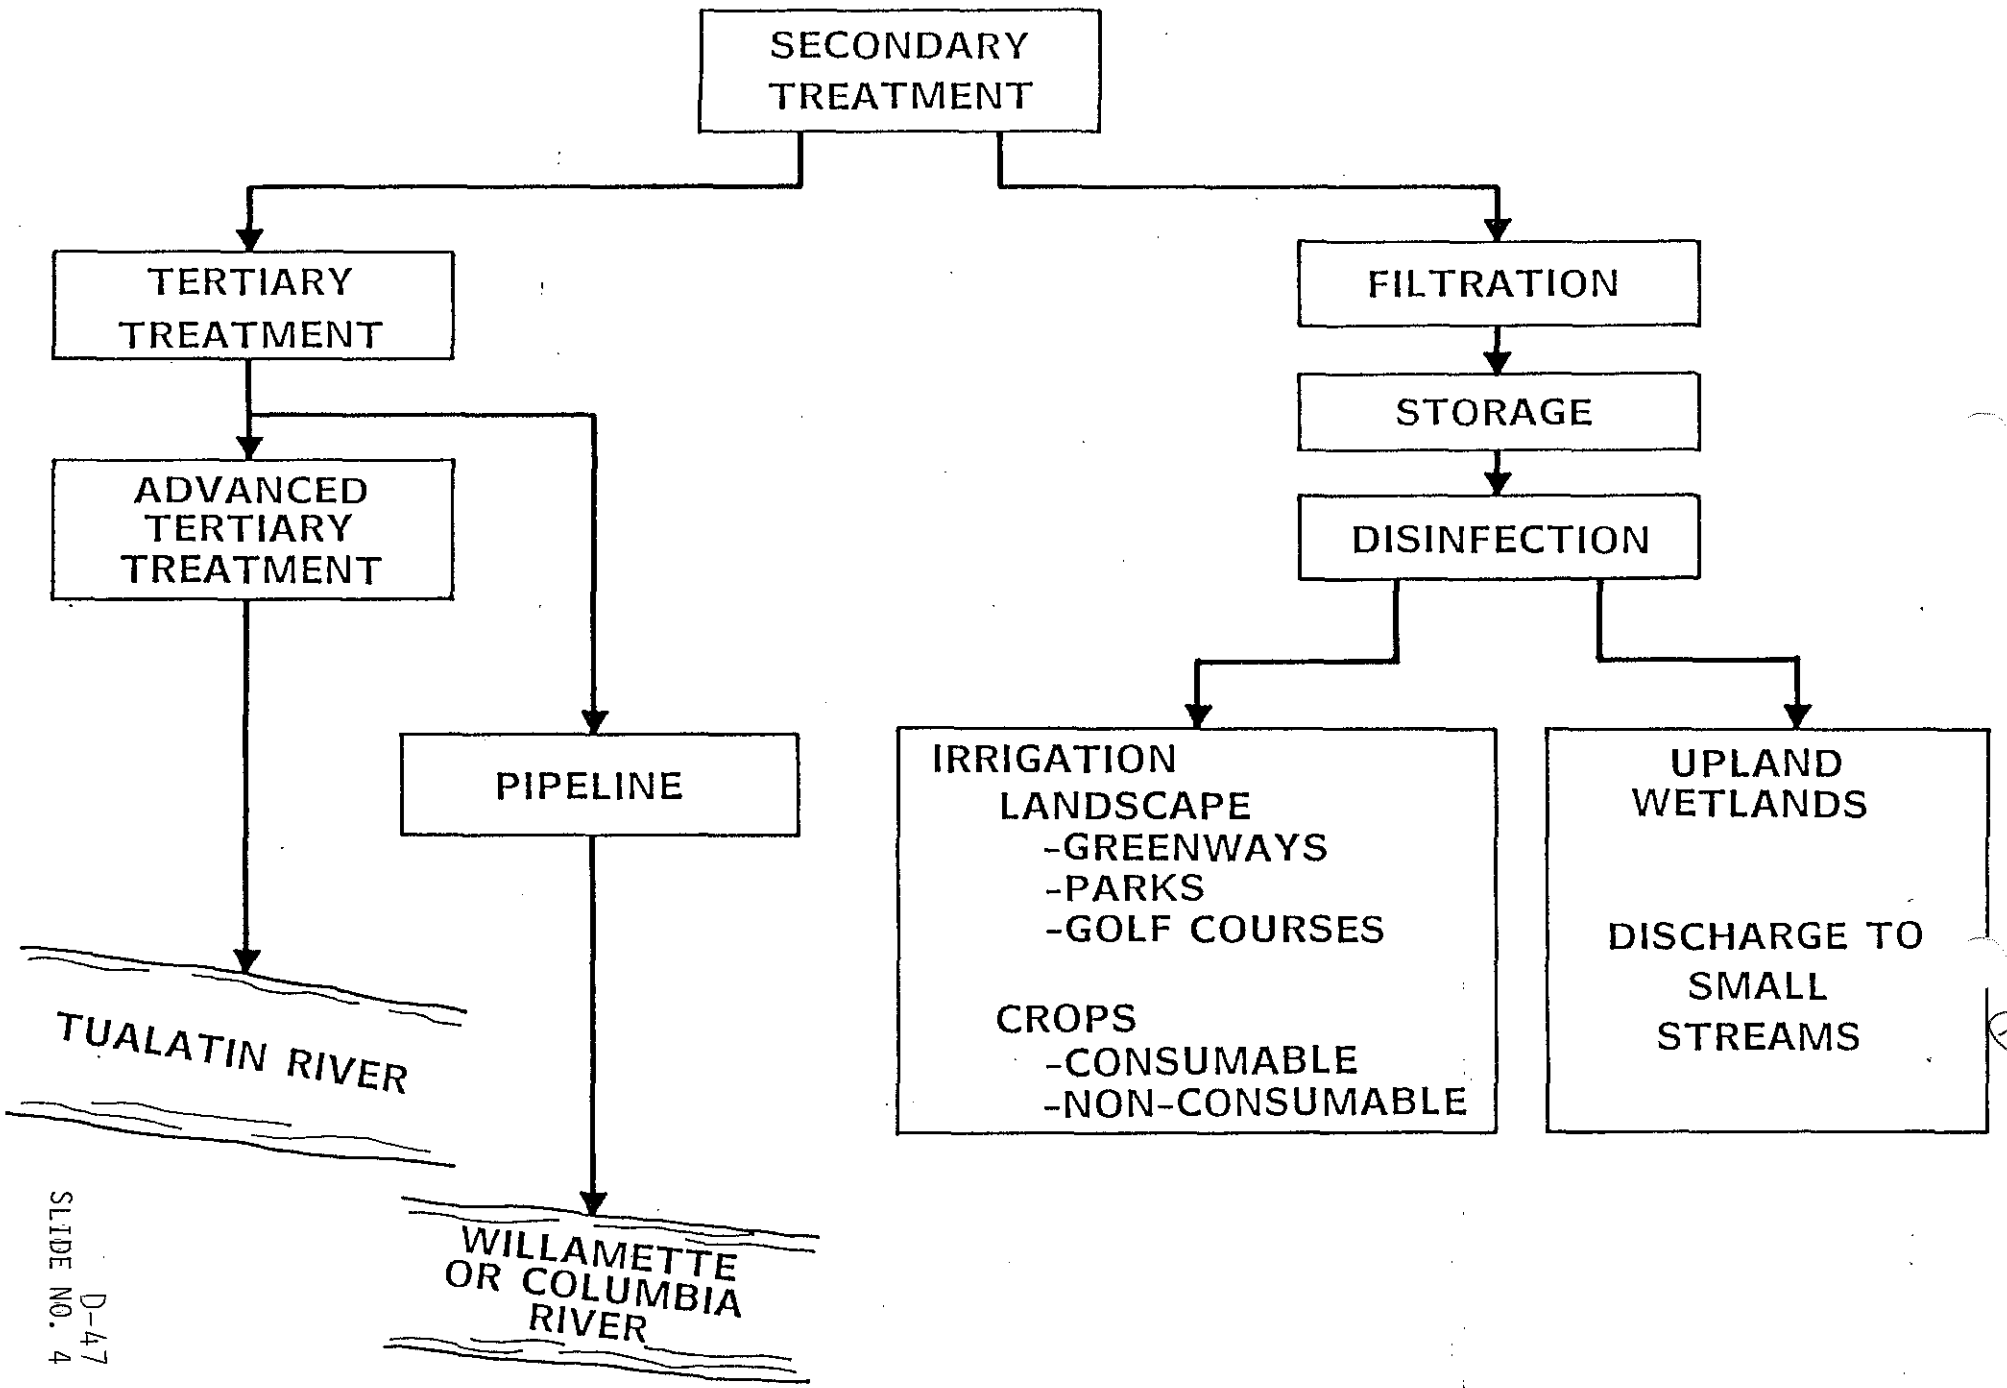 SECONDARY
TREATMENT
TERTIARY
TREATMENT
FILTRATION
STORAGE
ADVANCED
TERTIARY
TREATMENT
DISINFECTION
PIPELINE
IRRIGATION
LANDSCAPE
-GREENWAYS
-PARKS
-GOLF COURSES
CROPS
-CONSUMABLE
-NON-CONSUMABLE
UPLAND
WETLANDS
DISCHARGE TO
SMALL
STREAMS
TUALATIN RIVER
WILLAMETTE
OR COLUMBIA
RIVER
D-47
SLIDE NO. 4